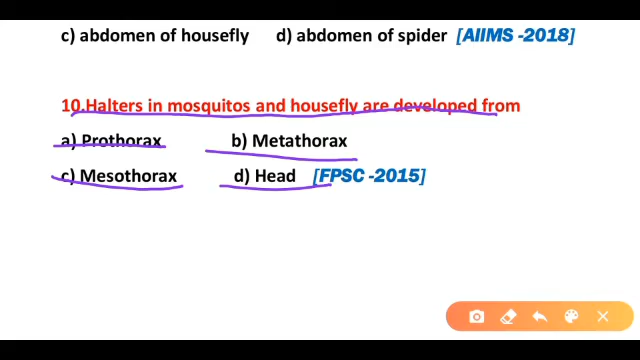 c) abdomen of housefly d) abdomen of spider [AIIMS -2018]
10.Halters in mosquitos and housefly are developed from
a) Prothorax b) Metathorax
c) Mesothorax d) Head [FPSC -2015]